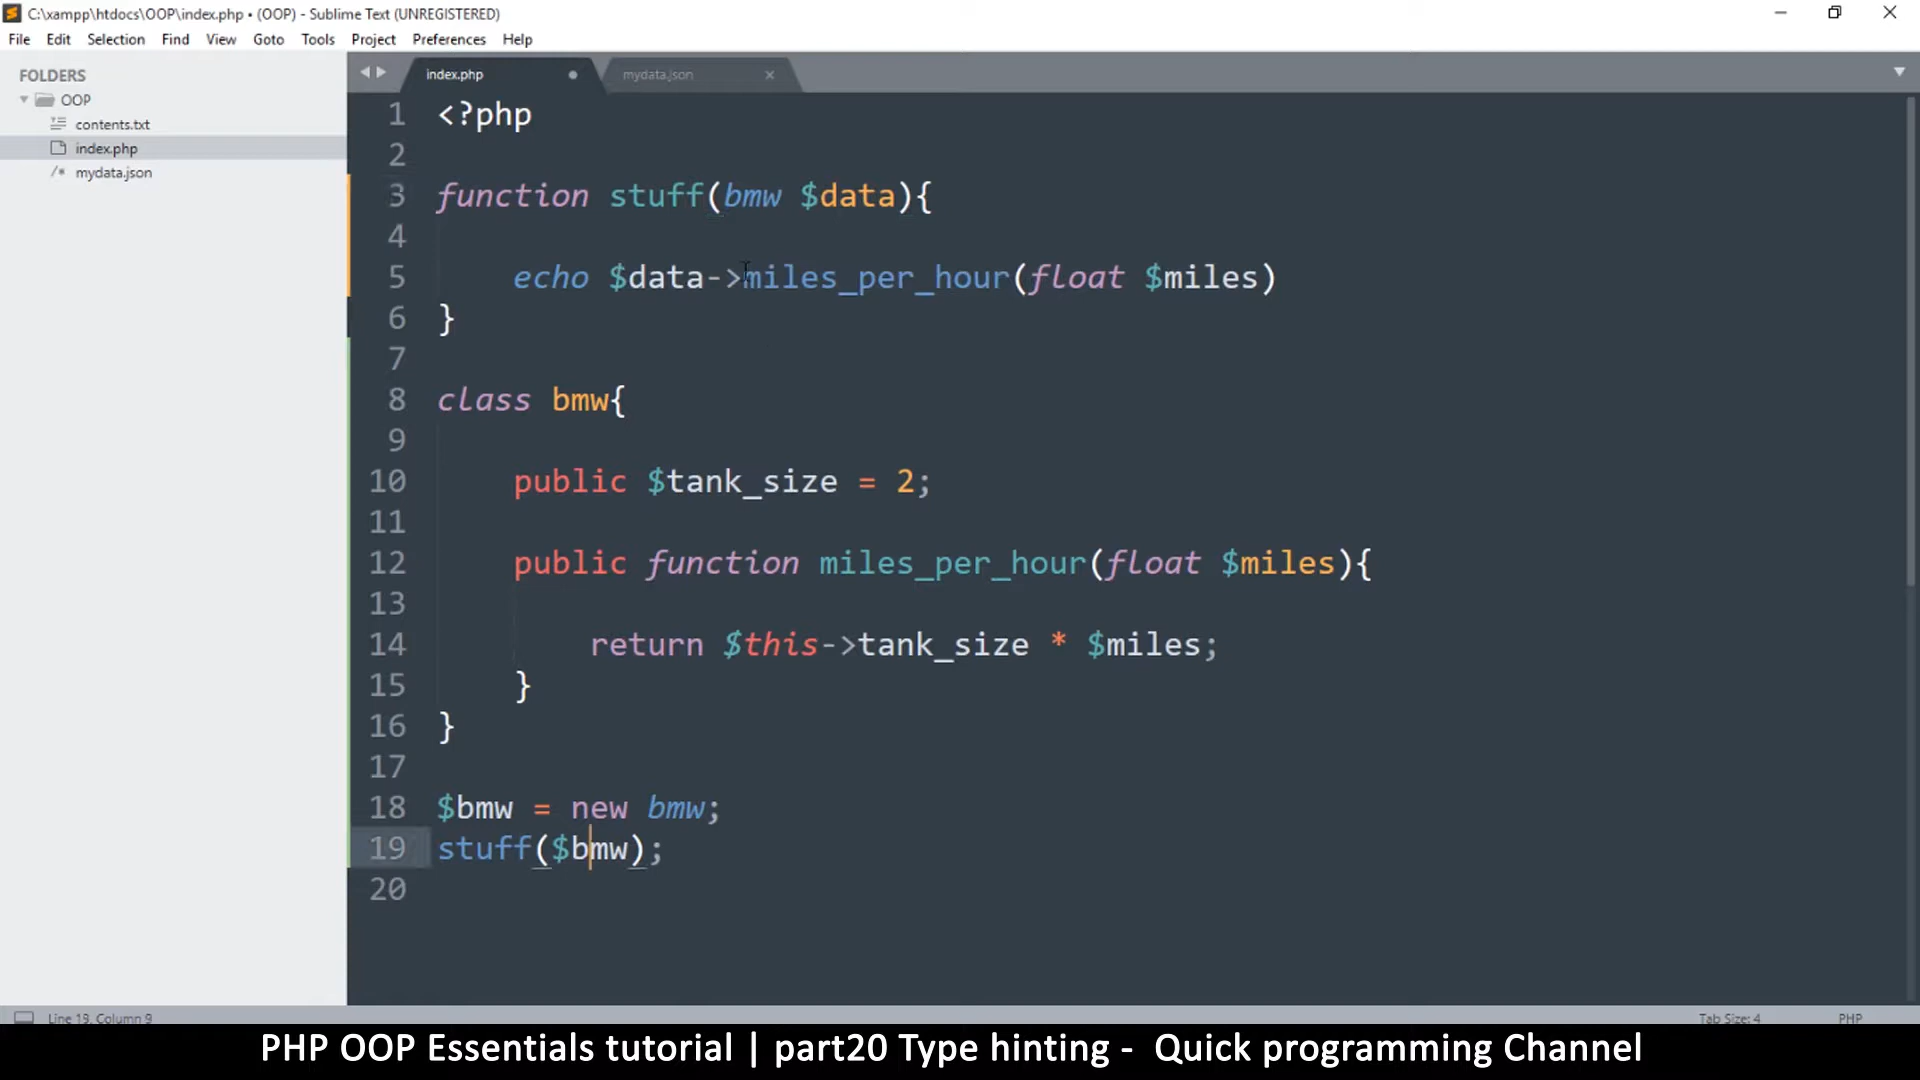 C:\xampp\htdocs\OOP\index.php • (OOP) - Sublime Text (UNREGISTERED)
File Edit Selection Find View Goto Tools Project Preferences Help
FOLDERS
OOP
contents.txt
index.php
/* mydata.json
index.php
mydata.json
1 <?php
2
3 function stuff(bmw $data){
4
5 echo $data->miles_per_hour(float $miles)
6 }
7
8 class bmw{
9
10 public $tank_size = 2;
11
12 public function miles_per_hour(float $miles){
13
14 return $this->tank_size * $miles;
15 }
16 }
17
18 $bmw = new bmw;
19 stuff($bmw);
20
Line 19, Column 9
Tab Size: 4
PHP
PHP OOP Essentials tutorial | part20 Type hinting - Quick programming Channel